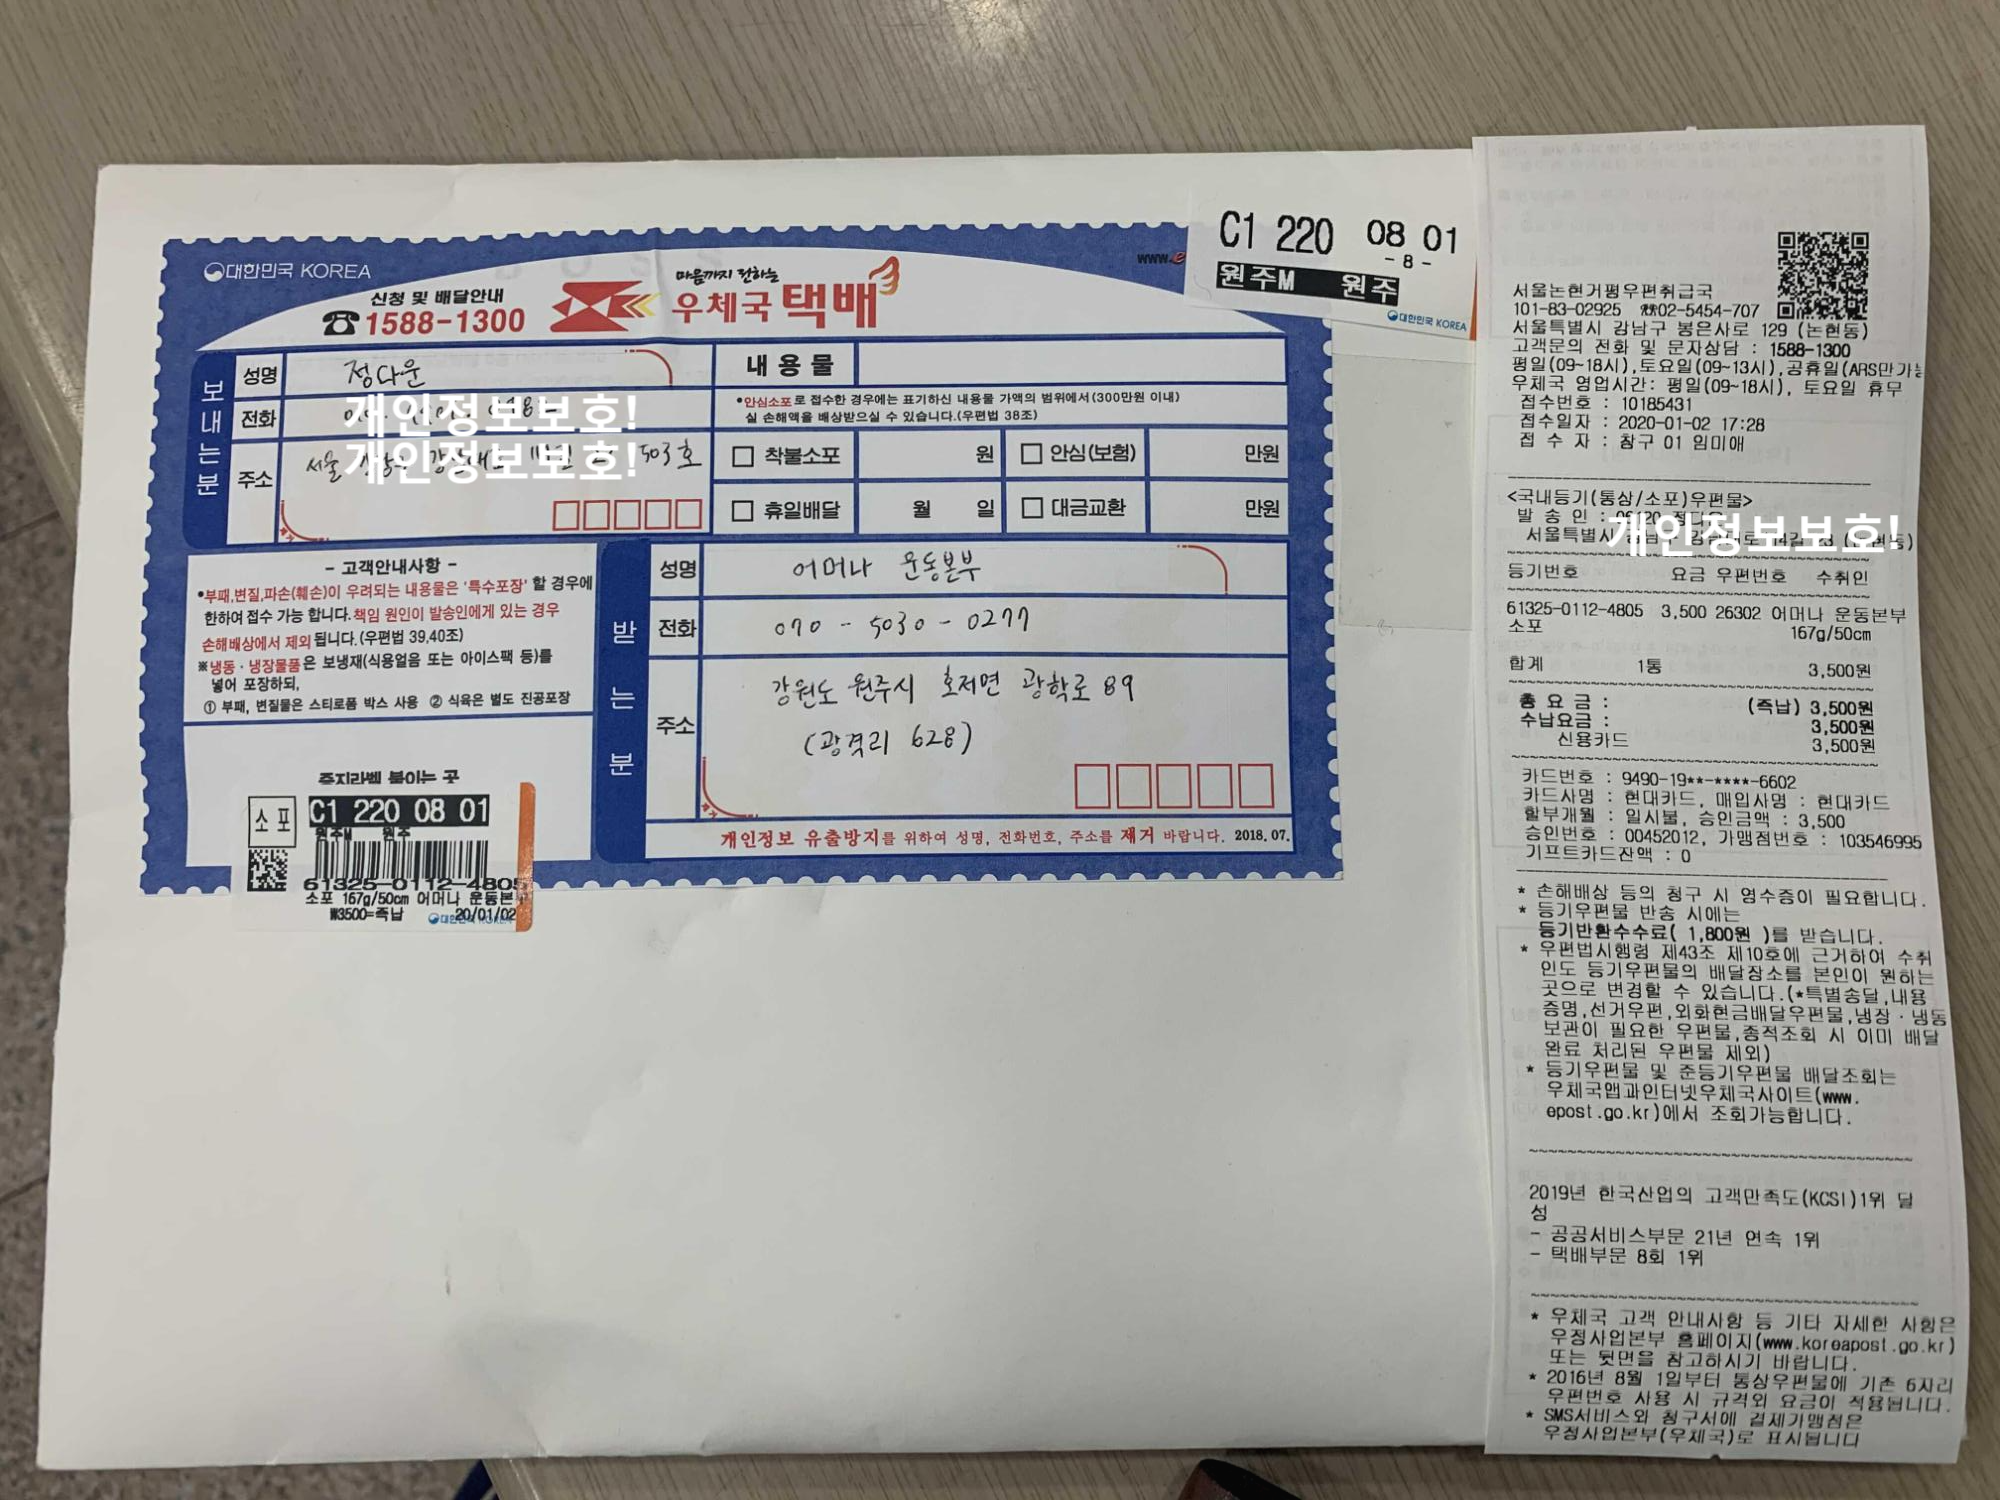 대한민국 KOREA
신청 및 배달안내
☎1588-1300
마음까지 전하는
우체국 택배
www.e
C1 220 08 01
- 8 -
원주M 원주
대한민국 KOREA
보내는분
성명 정다운
전화
개인정보보호!
주소 서울 503호
개인정보보호!
내용물
•안심소포로 접수한 경우에는 표기하신 내용물 가액의 범위에서(300만원 이내)
실 손해액을 배상받으실 수 있습니다.(우편법 38조)
착불소포 원 안심(보험) 만원
휴일배달 월 일 대금교환 만원
- 고객안내사항 -
•부패,변질,파손(훼손)이 우려되는 내용물은 '특수포장' 할 경우에
한하여 접수 가능 합니다.책임 원인이 발송인에게 있는 경우
손해배상에서 제외 됩니다.(우편법 39,40조)
※냉동·냉장물품은 보냉재(식용얼음 또는 아이스팩 등)를
넣어 포장하되,
① 부패, 변질물은 스티로폼 박스 사용 ② 식육은 별도 진공포장
받는분
성명 어머나 운동본부
전화 070 - 5030 - 0277
주소 강원도 원주시 호저면 광학로 89
(광격리 628)
개인정보 유출방지를 위하여 성명, 전화번호, 주소를 제거 바랍니다. 2018. 07.
증지라벨 붙이는 곳
소포 C1 220 08 01
원주M 원주
61325-0112-4805
소포 167g/50cm 어머나 운동본부
₩3500=즉납 20/01/02
서울논현거평우편취급국
101-83-02925 ☎02-5454-707
서울특별시 강남구 봉은사로 129 (논현동)
고객문의 전화 및 문자상담 : 1588-1300
평일(09~18시),토요일(09~13시),공휴일(ARS만가능
우체국 영업시간: 평일(09~18시), 토요일 휴무
접수번호 : 10185431
접수일자 : 2020-01-02 17:28
접 수 자 : 창구 01 임미애
<국내등기(통상/소포)우편물>
발 송 인 :
개인정보보호!
서울특별시
등기번호 요금 우편번호 수취인
61325-0112-4805 3,500 26302 어머나 운동본부
소포 167g/50cm
합계 1통 3,500원
총 요 금 : (즉납) 3,500원
수납요금 : 3,500원
신용카드 3,500원
카드번호 : 9490-19**-****-6602
카드사명 : 현대카드, 매입사명 : 현대카드
할부개월 : 일시불, 승인금액 : 3,500
승인번호 : 00452012, 가맹점번호 : 103546995
기프트카드잔액 : 0
* 손해배상 등의 청구 시 영수증이 필요합니다.
* 등기우편물 반송 시에는
등기반환수수료( 1,800원 )를 받습니다.
* 우편법시행령 제43조 제10호에 근거하여 수취
인도 등기우편물의 배달장소를 본인이 원하는
곳으로 변경할 수 있습니다.(*특별송달,내용
증명,선거우편,외화현금배달우편물,냉장·냉동
보관이 필요한 우편물,종적조회 시 이미 배달
완료 처리된 우편물 제외)
* 등기우편물 및 준등기우편물 배달조회는
우체국앱과인터넷우체국사이트(www.
epost.go.kr)에서 조회가능합니다.
2019년 한국산업의 고객만족도(KCSI)1위 달
성
- 공공서비스부문 21년 연속 1위
- 택배부문 8회 1위
* 우체국 고객 안내사항 등 기타 자세한 사항은
우정사업본부 홈페이지(www.koreapost.go.kr)
또는 뒷면을 참고하시기 바랍니다.
* 2016년 8월 1일부터 통상우편물에 기존 6자리
우편번호 사용 시 규격외 요금이 적용됩니다.
* SMS서비스와 청구서에 결제가맹점은
우정사업본부(우체국)로 표시됩니다